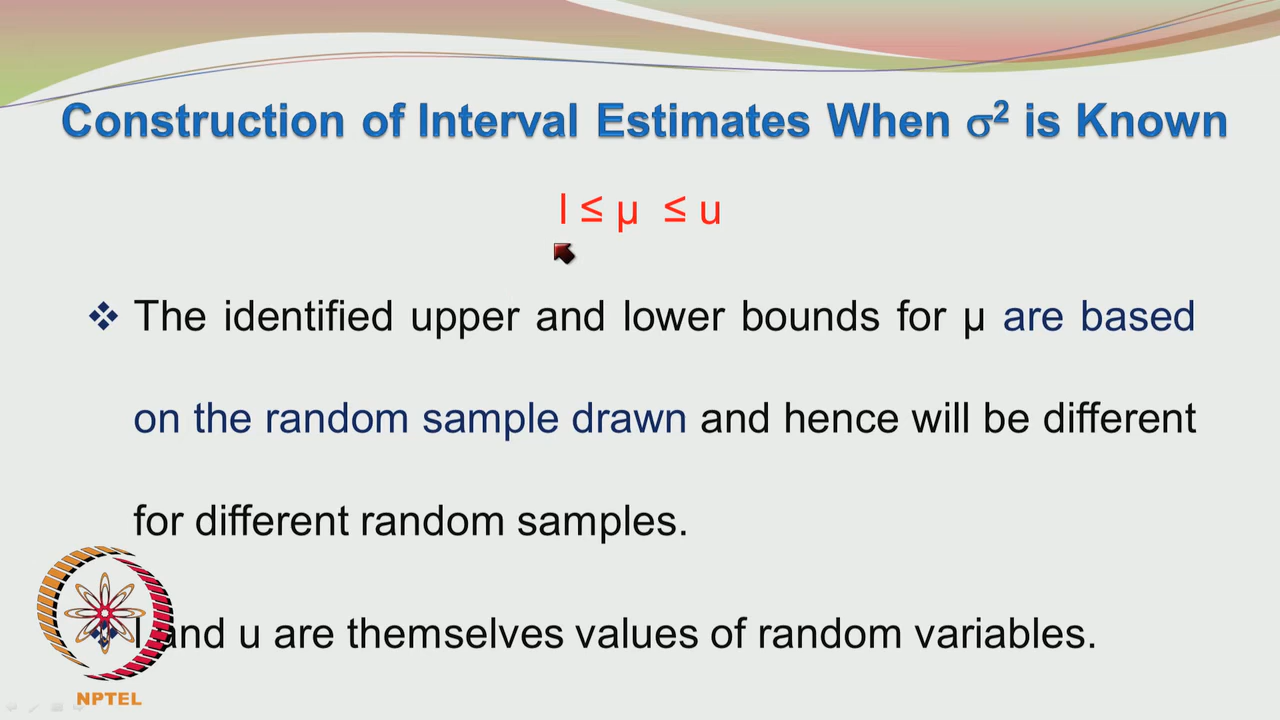 Construction of Interval Estimates When σ² is Known
l ≤ μ ≤ u
❖ The identified upper and lower bounds for μ are based
on the random sample drawn and hence will be different
for different random samples.
l and u are themselves values of random variables.
NPTEL